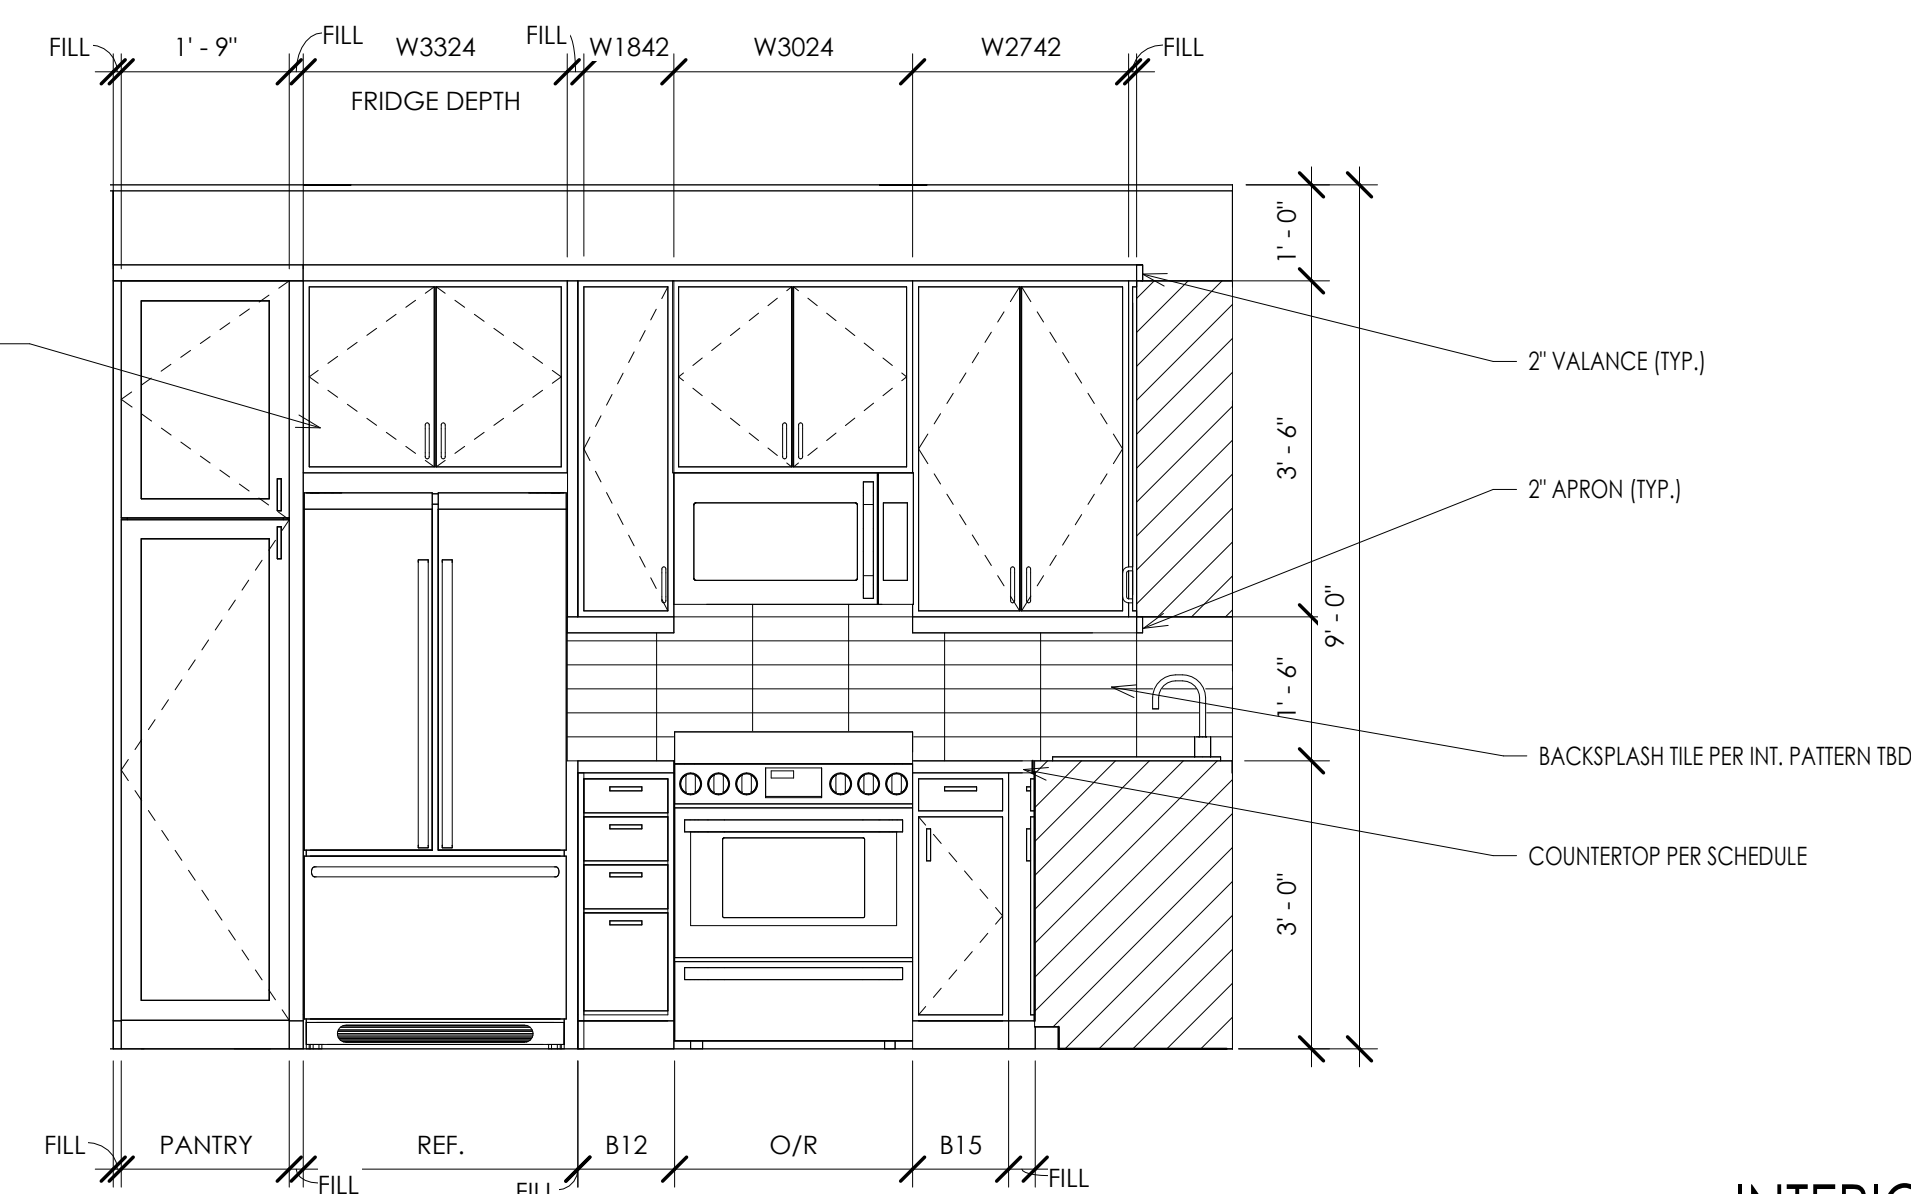 FILL 1' - 9" FILL W3324 FILL W1842 W3024 W2742 FILL
FRIDGE DEPTH
1' - 0"
2" VALANCE (TYP.)
3' - 6"
2" APRON (TYP.)
9' - 0"
1' - 6"
BACKSPLASH TILE PER INT. PATTERN TBD
COUNTERTOP PER SCHEDULE
3' - 0"
FILL PANTRY REF. B12 O/R B15
FILL FILL FILL